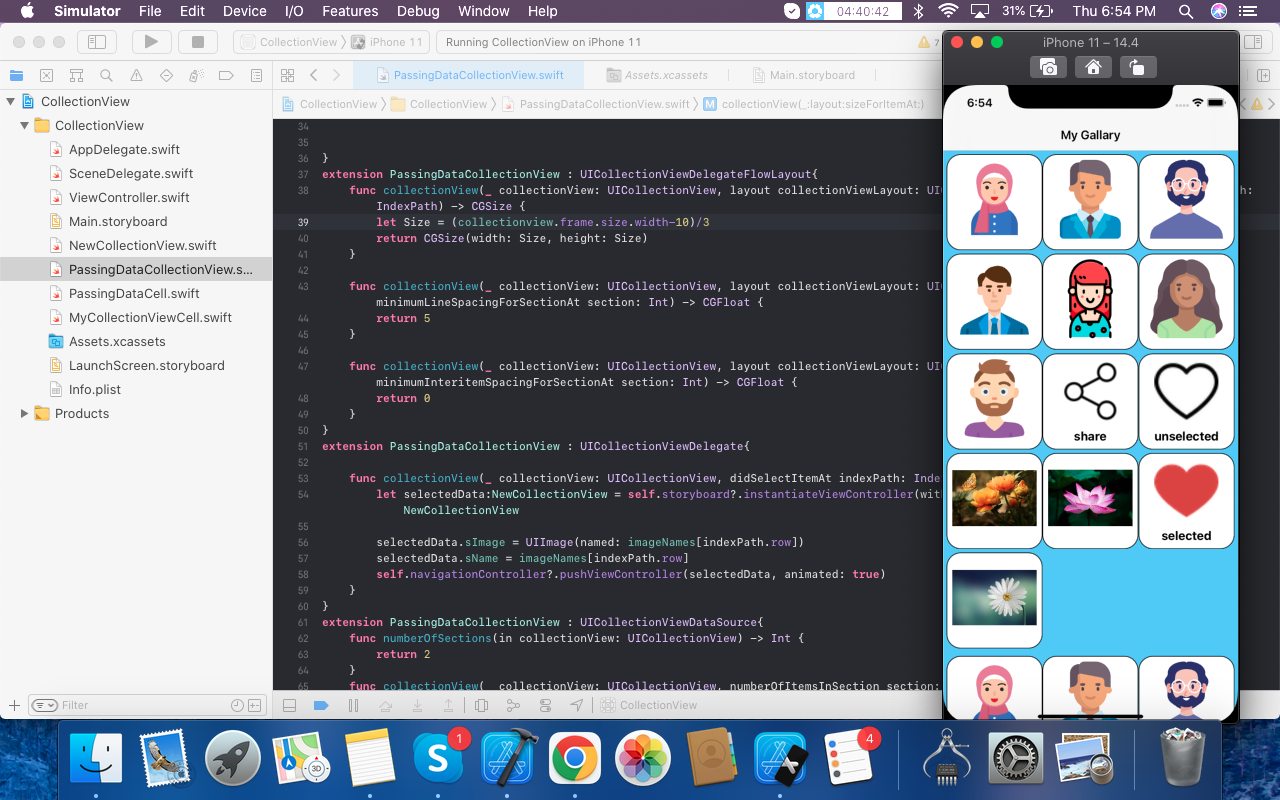 Simulator File Edit Device I/O Features Debug Window Help 04:40:42 31% Thu 6:54 PM
CollectionView iPhone 11 Running CollectionView on iPhone 11 7
PassingDataCollectionView.swift Assets.xcassets Main.storyboard
CollectionView CollectionView PassingDataCollectionView.swift M collectionView(_:layout:sizeForItemAt:)
CollectionView
CollectionView
AppDelegate.swift
SceneDelegate.swift
ViewController.swift
Main.storyboard
NewCollectionView.swift
PassingDataCollectionView.s...
PassingDataCell.swift
MyCollectionViewCell.swift
Assets.xcassets
LaunchScreen.storyboard
Info.plist
Products
Filter
34
35
36 }
37 extension PassingDataCollectionView : UICollectionViewDelegateFlowLayout{
38 func collectionView(_ collectionView: UICollectionView, layout collectionViewLayout: UI
IndexPath) -> CGSize {
39 let Size = (collectionview.frame.size.width-10)/3
40 return CGSize(width: Size, height: Size)
41 }
42
43 func collectionView(_ collectionView: UICollectionView, layout collectionViewLayout: UI
minimumLineSpacingForSectionAt section: Int) -> CGFloat {
44 return 5
45 }
46
47 func collectionView(_ collectionView: UICollectionView, layout collectionViewLayout: UI
minimumInteritemSpacingForSectionAt section: Int) -> CGFloat {
48 return 0
49 }
50 }
51 extension PassingDataCollectionView : UICollectionViewDelegate{
52
53 func collectionView(_ collectionView: UICollectionView, didSelectItemAt indexPath: Inde
54 let selectedData:NewCollectionView = self.storyboard?.instantiateViewController(wit
NewCollectionView
55
56 selectedData.sImage = UIImage(named: imageNames[indexPath.row])
57 selectedData.sName = imageNames[indexPath.row]
58 self.navigationController?.pushViewController(selectedData, animated: true)
59 }
60 }
61 extension PassingDataCollectionView : UICollectionViewDataSource{
62 func numberOfSections(in collectionView: UICollectionView) -> Int {
63 return 2
64 }
65 func collectionView(_ collectionView: UICollectionView, numberOfItemsInSection section:
CollectionView
iPhone 11 – 14.4
6:54
My Gallary
share
unselected
selected
1
3D
4